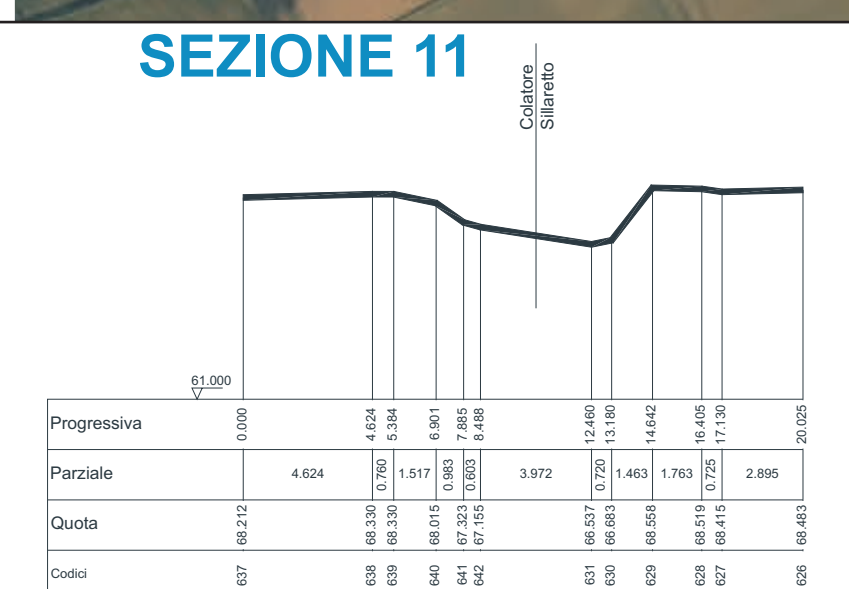 SEZIONE 11
Colatore
Sillaretto
61.000
Progressiva 0.000 4.624 5.384 6.901 7.885 8.488 12.460 13.180 14.642 16.405 17.130 20.025
Parziale 4.624 0.760 1.517 0.983 0.603 3.972 0.720 1.463 1.763 0.725 2.895
Quota 68.212 68.330 68.330 68.015 67.323 67.155 66.537 66.683 68.558 68.519 68.415 68.483
Codici 637 638 639 640 641 642 631 630 629 628 627 626